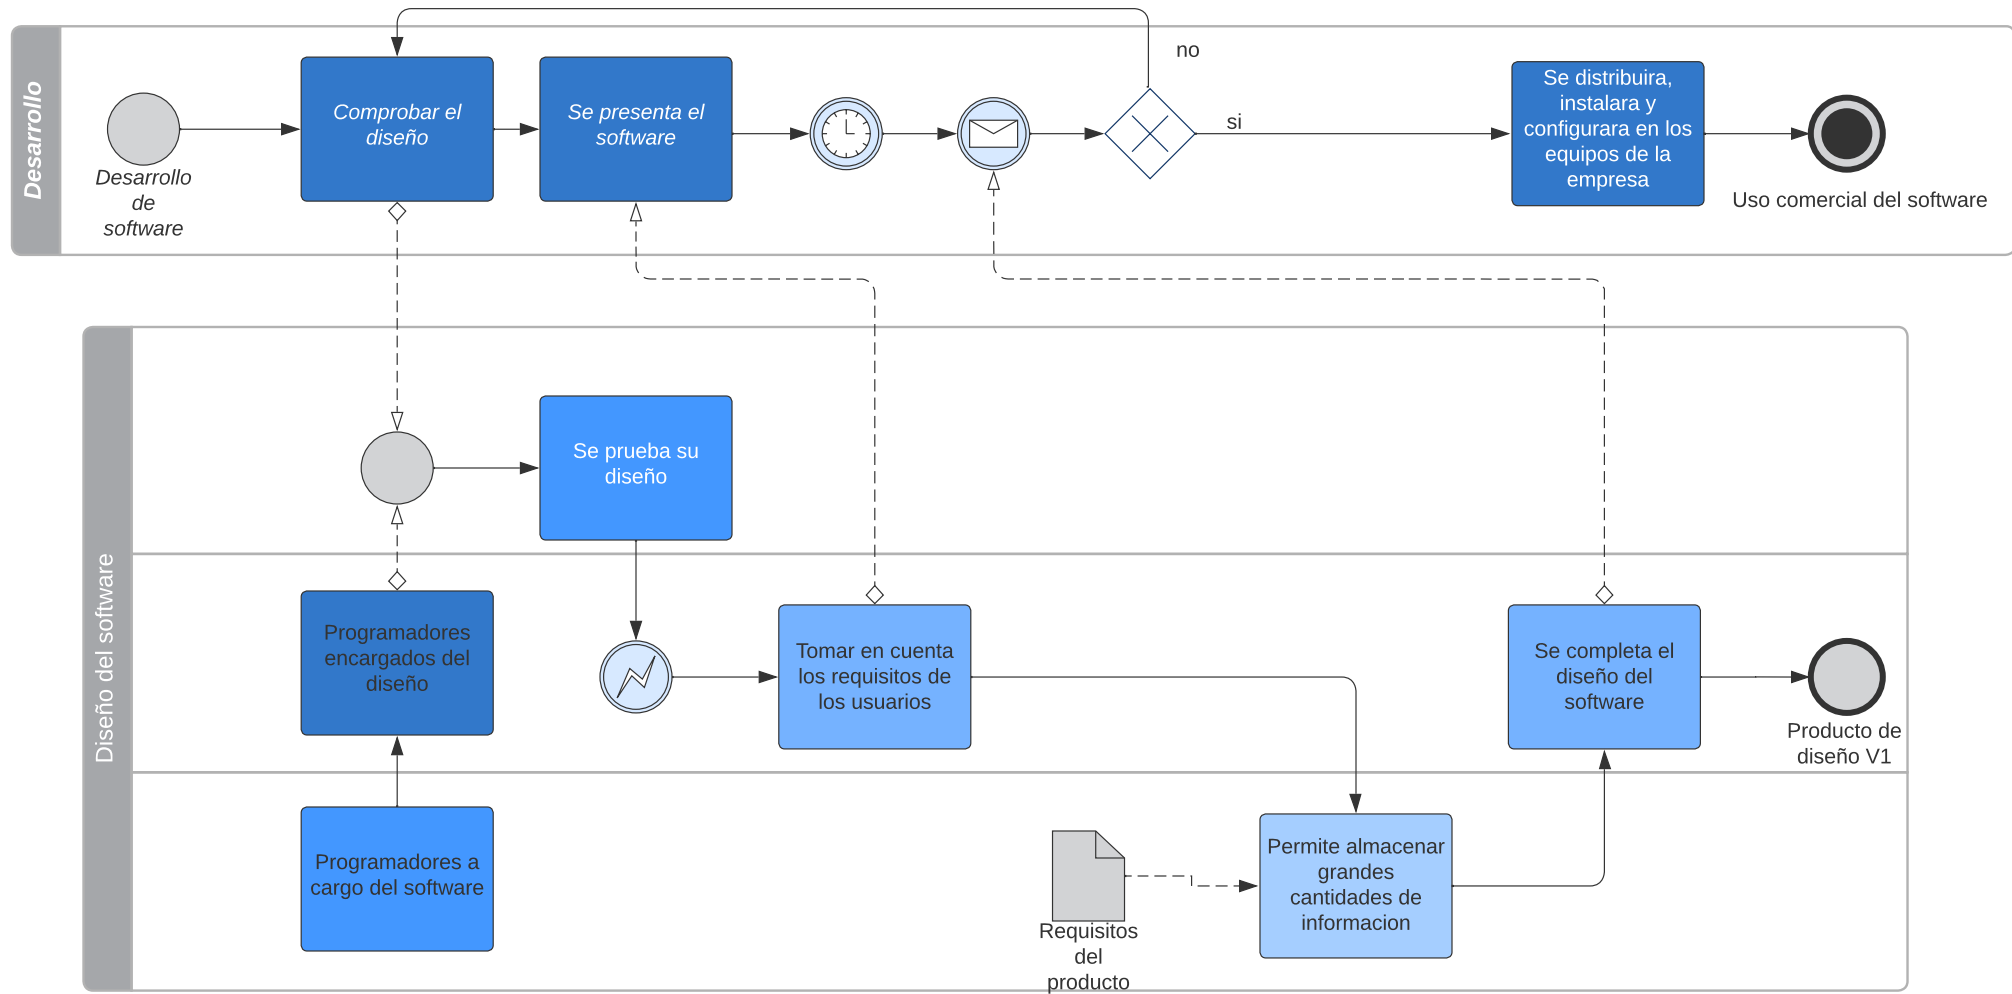 Desarrollo
Desarrollo
de
software
Comprobar el
diseño
Se presenta el
software
no
si
Se distribuira,
instalara y
configurara en los
equipos de la
empresa
Uso comercial del software
Diseño del software
Se prueba su
diseño
Programadores
encargados del
diseño
Tomar en cuenta
los requisitos de
los usuarios
Se completa el
diseño del
software
Producto de
diseño V1
Programadores a
cargo del software
Requisitos
del
producto
Permite almacenar
grandes
cantidades de
informacion